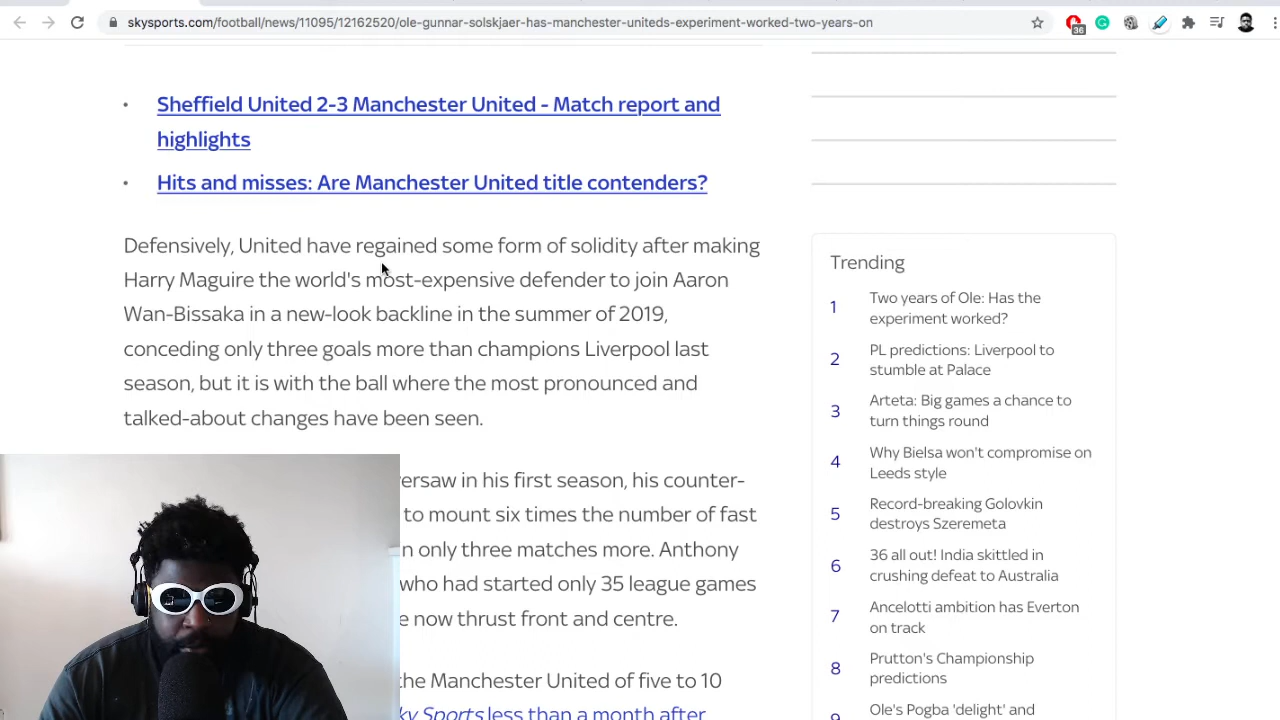 skysports.com/football/news/11095/12162520/ole-gunnar-solskjaer-has-manchester-uniteds-experiment-worked-two-years-on
36
• Sheffield United 2-3 Manchester United - Match report and
highlights
• Hits and misses: Are Manchester United title contenders?
Defensively, United have regained some form of solidity after making
Harry Maguire the world's most-expensive defender to join Aaron
Wan-Bissaka in a new-look backline in the summer of 2019,
conceding only three goals more than champions Liverpool last
season, but it is with the ball where the most pronounced and
talked-about changes have been seen.
ersaw in his first season, his counter-
to mount six times the number of fast
n only three matches more. Anthony
who had started only 35 league games
e now thrust front and centre.
the Manchester United of five to 10
ky Sports less than a month after
Trending
1 Two years of Ole: Has the
experiment worked?
2 PL predictions: Liverpool to
stumble at Palace
3 Arteta: Big games a chance to
turn things round
4 Why Bielsa won't compromise on
Leeds style
5 Record-breaking Golovkin
destroys Szeremeta
6 36 all out! India skittled in
crushing defeat to Australia
7 Ancelotti ambition has Everton
on track
8 Prutton's Championship
predictions
9 Ole's Pogba 'delight' and